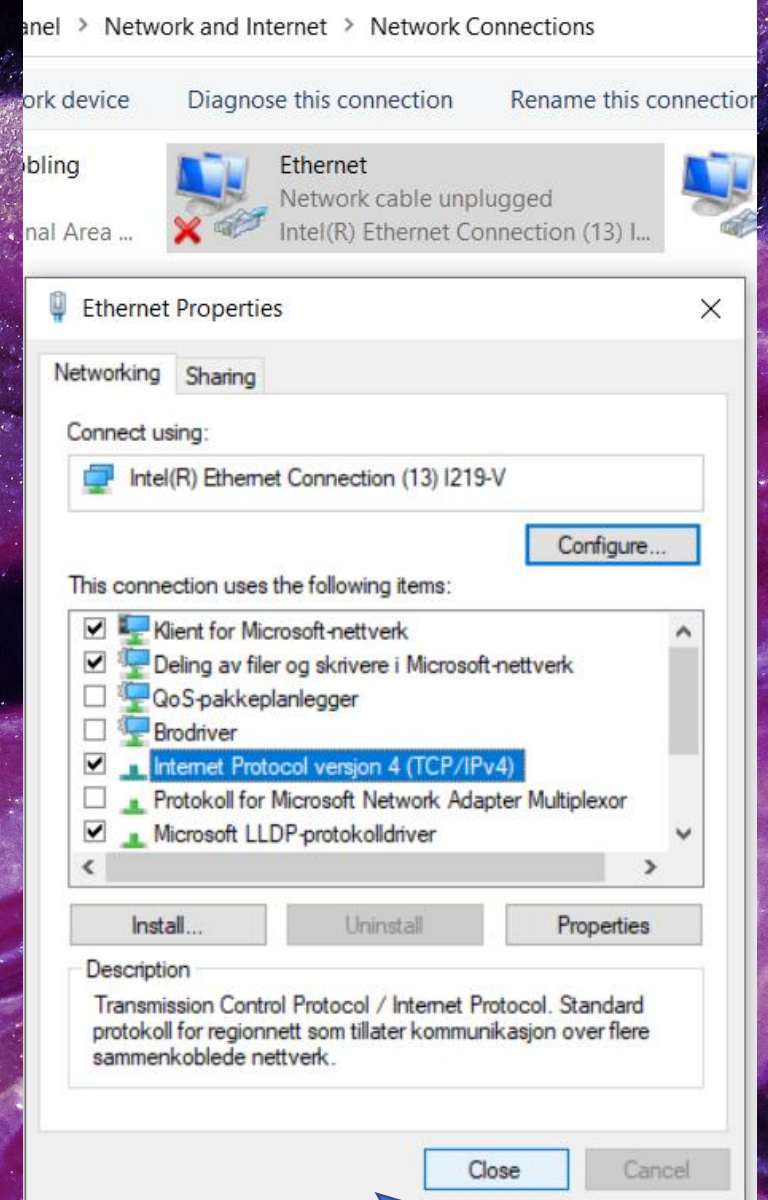 anel > Network and Internet > Network Connections
ork device Diagnose this connection Rename this connection
bling
nal Area ...
Ethernet
Network cable unplugged
Intel(R) Ethernet Connection (13) I...
Ethernet Properties
Networking Sharing
Connect using:
Intel(R) Ethernet Connection (13) I219-V
Configure...
This connection uses the following items:
Klient for Microsoft-nettverk
Deling av filer og skrivere i Microsoft-nettverk
QoS-pakkeplanlegger
Brodriver
Internet Protocol versjon 4 (TCP/IPv4)
Protokoll for Microsoft Network Adapter Multiplexor
Microsoft LLDP-protokolldriver
Install... Uninstall Properties
Description
Transmission Control Protocol / Internet Protocol. Standard
protokoll for regionnett som tillater kommunikasjon over flere
sammenkoblede nettverk.
Close Cancel